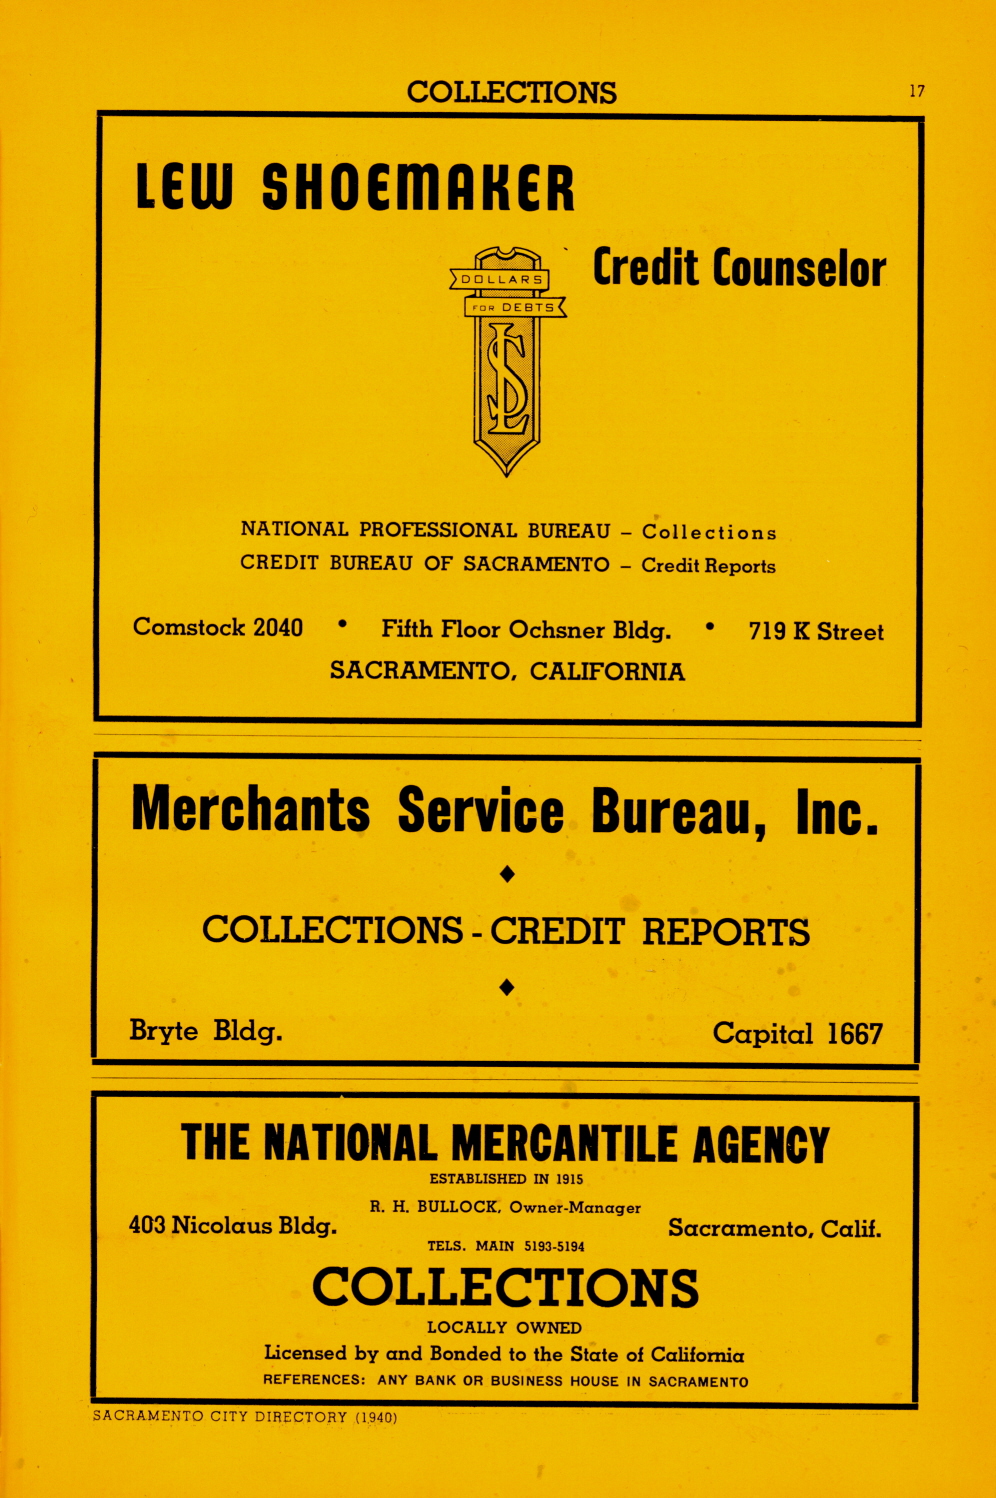 COLLECTIONS
17
LEW SHOEMAKER
Credit Counselor
DOLLARS
FOR DEBTS
LS
NATIONAL PROFESSIONAL BUREAU – Collections
CREDIT BUREAU OF SACRAMENTO – Credit Reports
Comstock 2040 • Fifth Floor Ochsner Bldg. • 719 K Street
SACRAMENTO, CALIFORNIA
Merchants Service Bureau, Inc.
COLLECTIONS - CREDIT REPORTS
Bryte Bldg. Capital 1667
THE NATIONAL MERCANTILE AGENCY
ESTABLISHED IN 1915
R. H. BULLOCK, Owner-Manager
403 Nicolaus Bldg. Sacramento, Calif.
TELS. MAIN 5193-5194
COLLECTIONS
LOCALLY OWNED
Licensed by and Bonded to the State of California
REFERENCES: ANY BANK OR BUSINESS HOUSE IN SACRAMENTO
SACRAMENTO CITY DIRECTORY (1940)